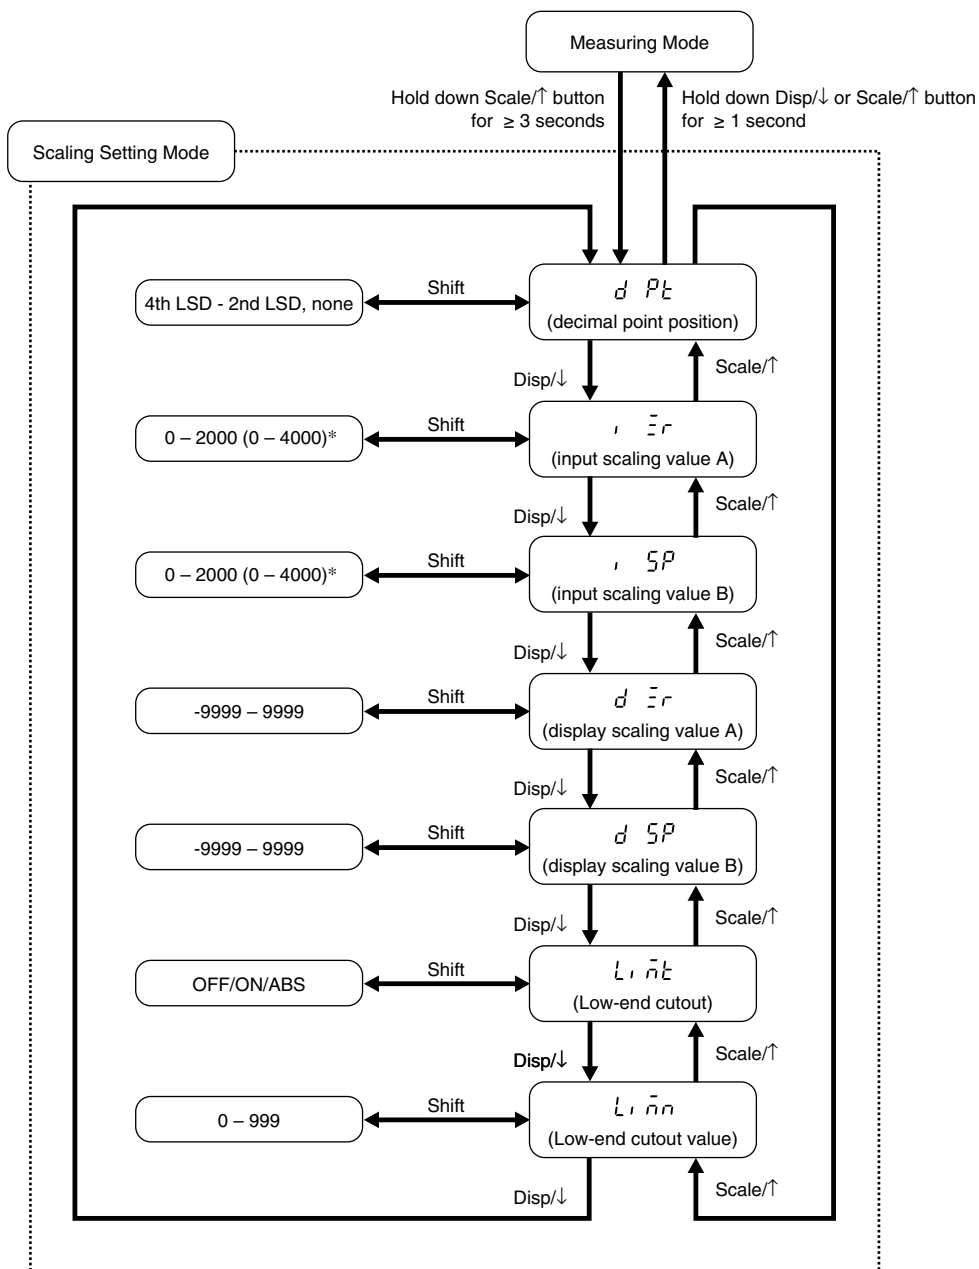 Measuring Mode
Hold down Scale/↑ button
for ≥ 3 seconds
Hold down Disp/↓ or Scale/↑ button
for ≥ 1 second
Scaling Setting Mode
4th LSD - 2nd LSD, none
Shift
d Pt
(decimal point position)
Disp/↓
Scale/↑
0 – 2000 (0 – 4000)*
Shift
(input scaling value A)
Disp/↓
Scale/↑
0 – 2000 (0 – 4000)*
Shift
i SP
(input scaling value B)
Disp/↓
Scale/↑
-9999 – 9999
Shift
(display scaling value A)
Disp/↓
Scale/↑
-9999 – 9999
Shift
d SP
(display scaling value B)
Disp/↓
Scale/↑
OFF/ON/ABS
Shift
(Low-end cutout)
Disp/↓
Scale/↑
0 – 999
Shift
(Low-end cutout value)
Disp/↓
Scale/↑